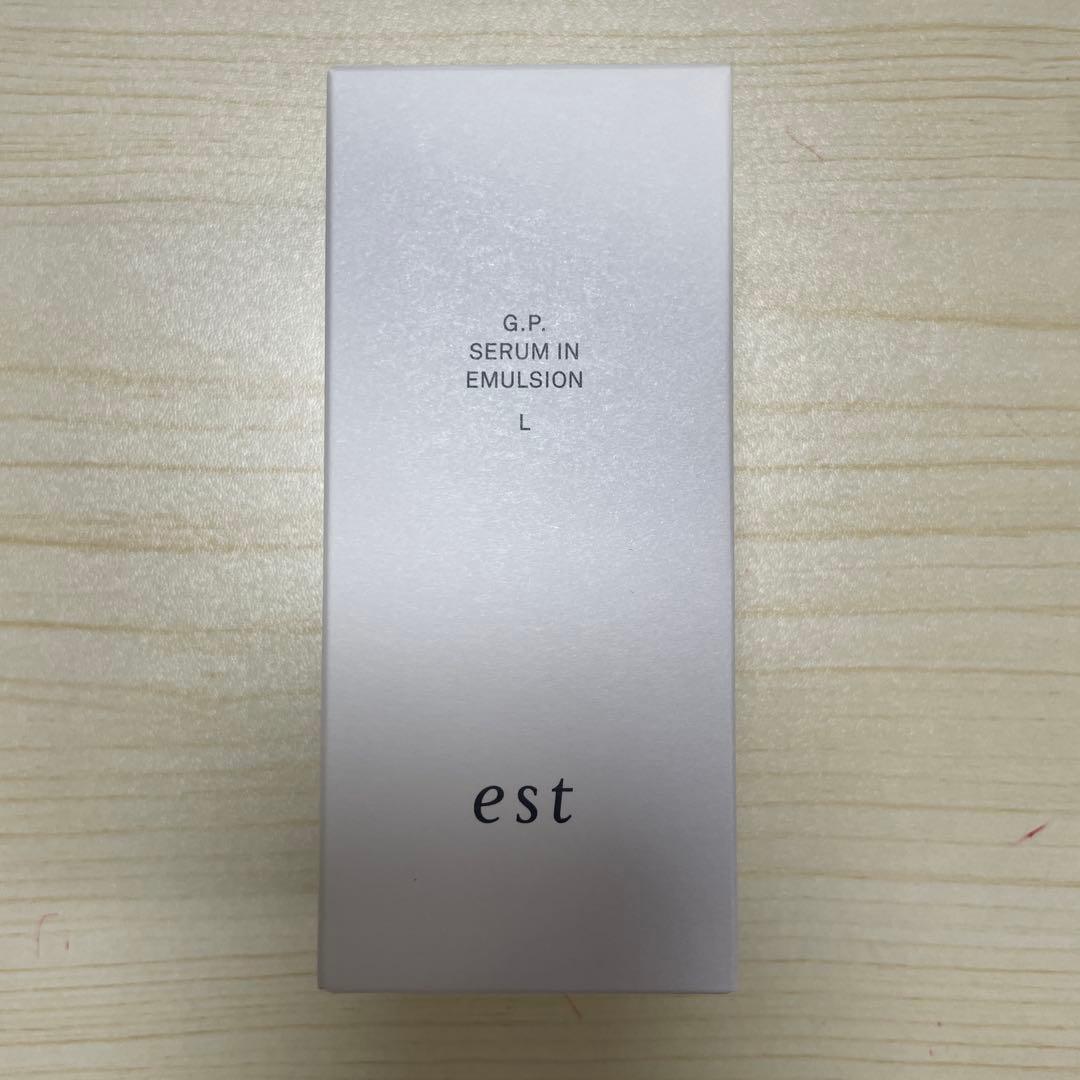 G.P.
SERUM IN
EMULSION
L
est